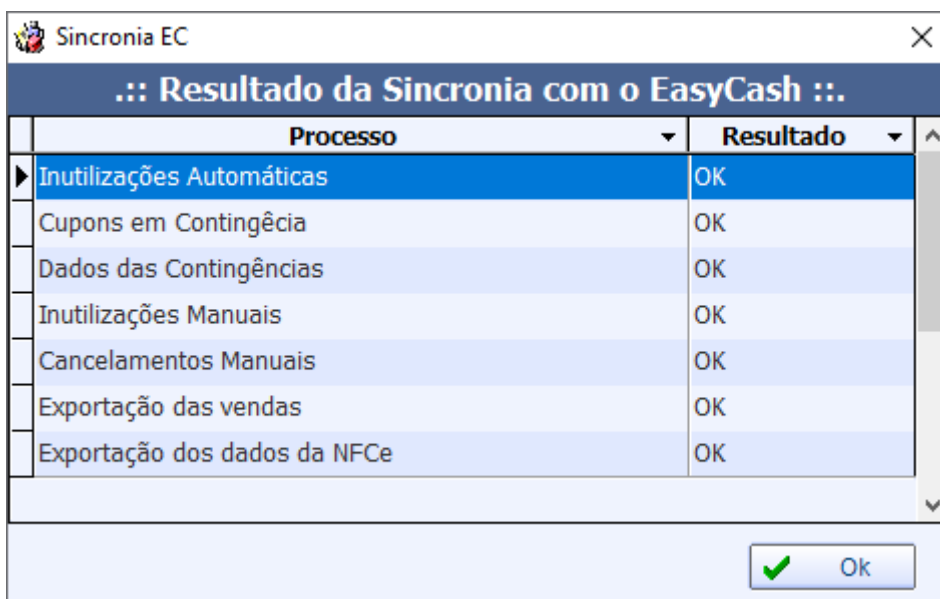 Sincronia EC
.:: Resultado da Sincronia com o EasyCash ::.
Processo Resultado
Inutilizações Automáticas OK
Cupons em Contingêcia OK
Dados das Contingências OK
Inutilizações Manuais OK
Cancelamentos Manuais OK
Exportação das vendas OK
Exportação dos dados da NFCe OK
Ok